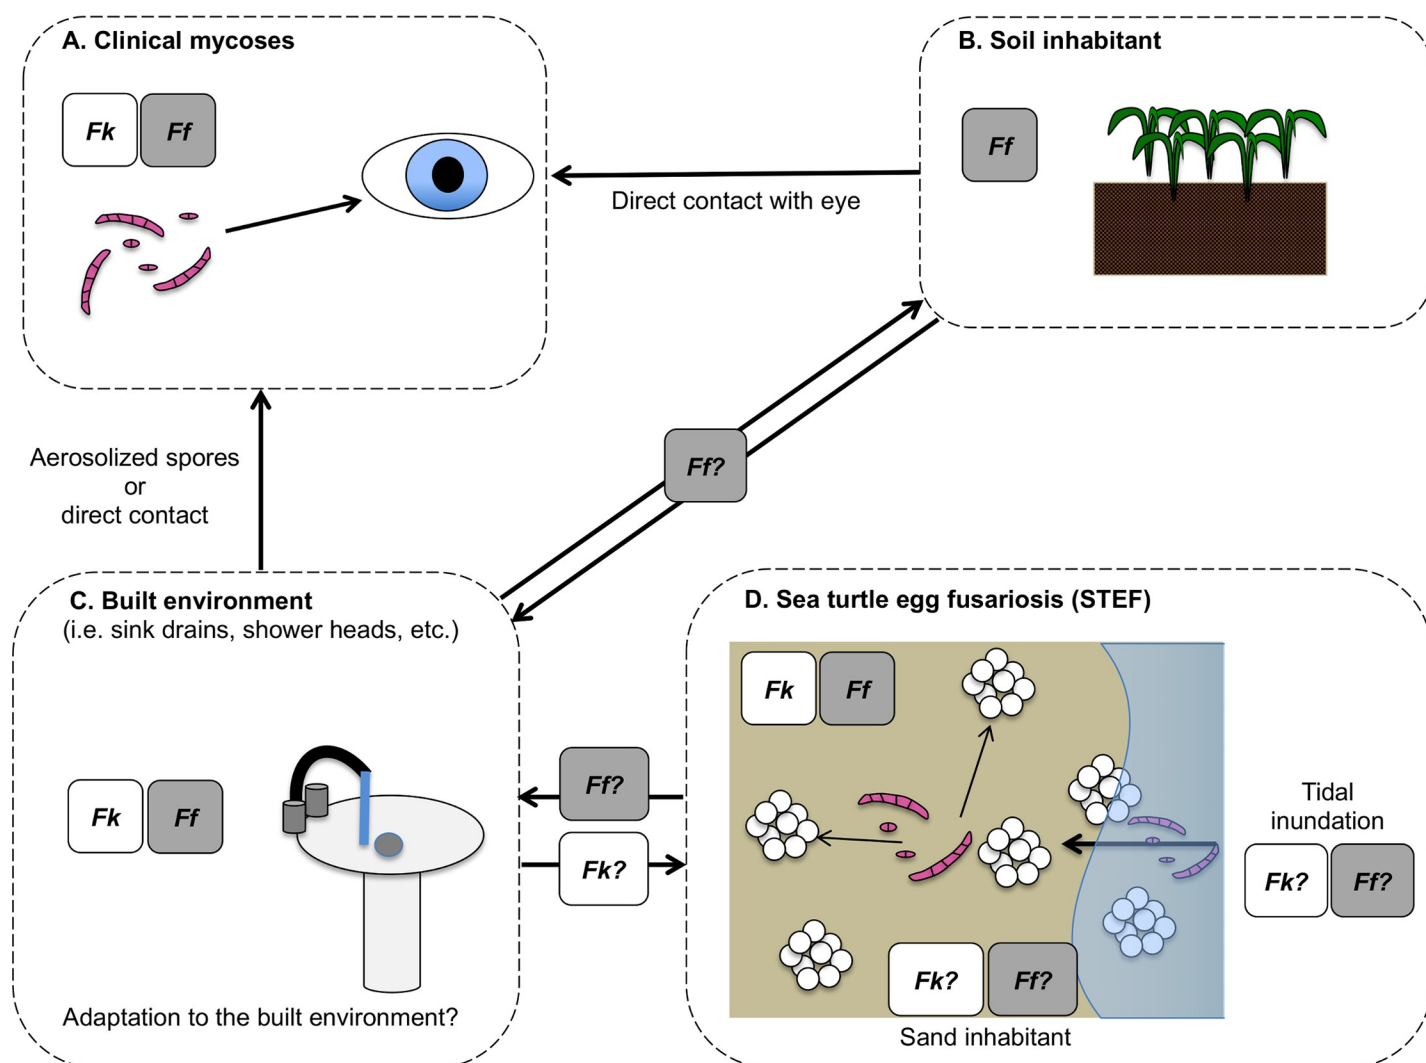 A. Clinical mycoses
Fk
Ff
B. Soil inhabitant
Ff
Direct contact with eye
Aerosolized spores
or
direct contact
Ff?
C. Built environment
(i.e. sink drains, shower heads, etc.)
Fk
Ff
Adaptation to the built environment?
Ff?
Fk?
D. Sea turtle egg fusariosis (STEF)
Fk
Ff
Tidal
inundation
Fk?
Ff?
Fk?
Ff?
Sand inhabitant